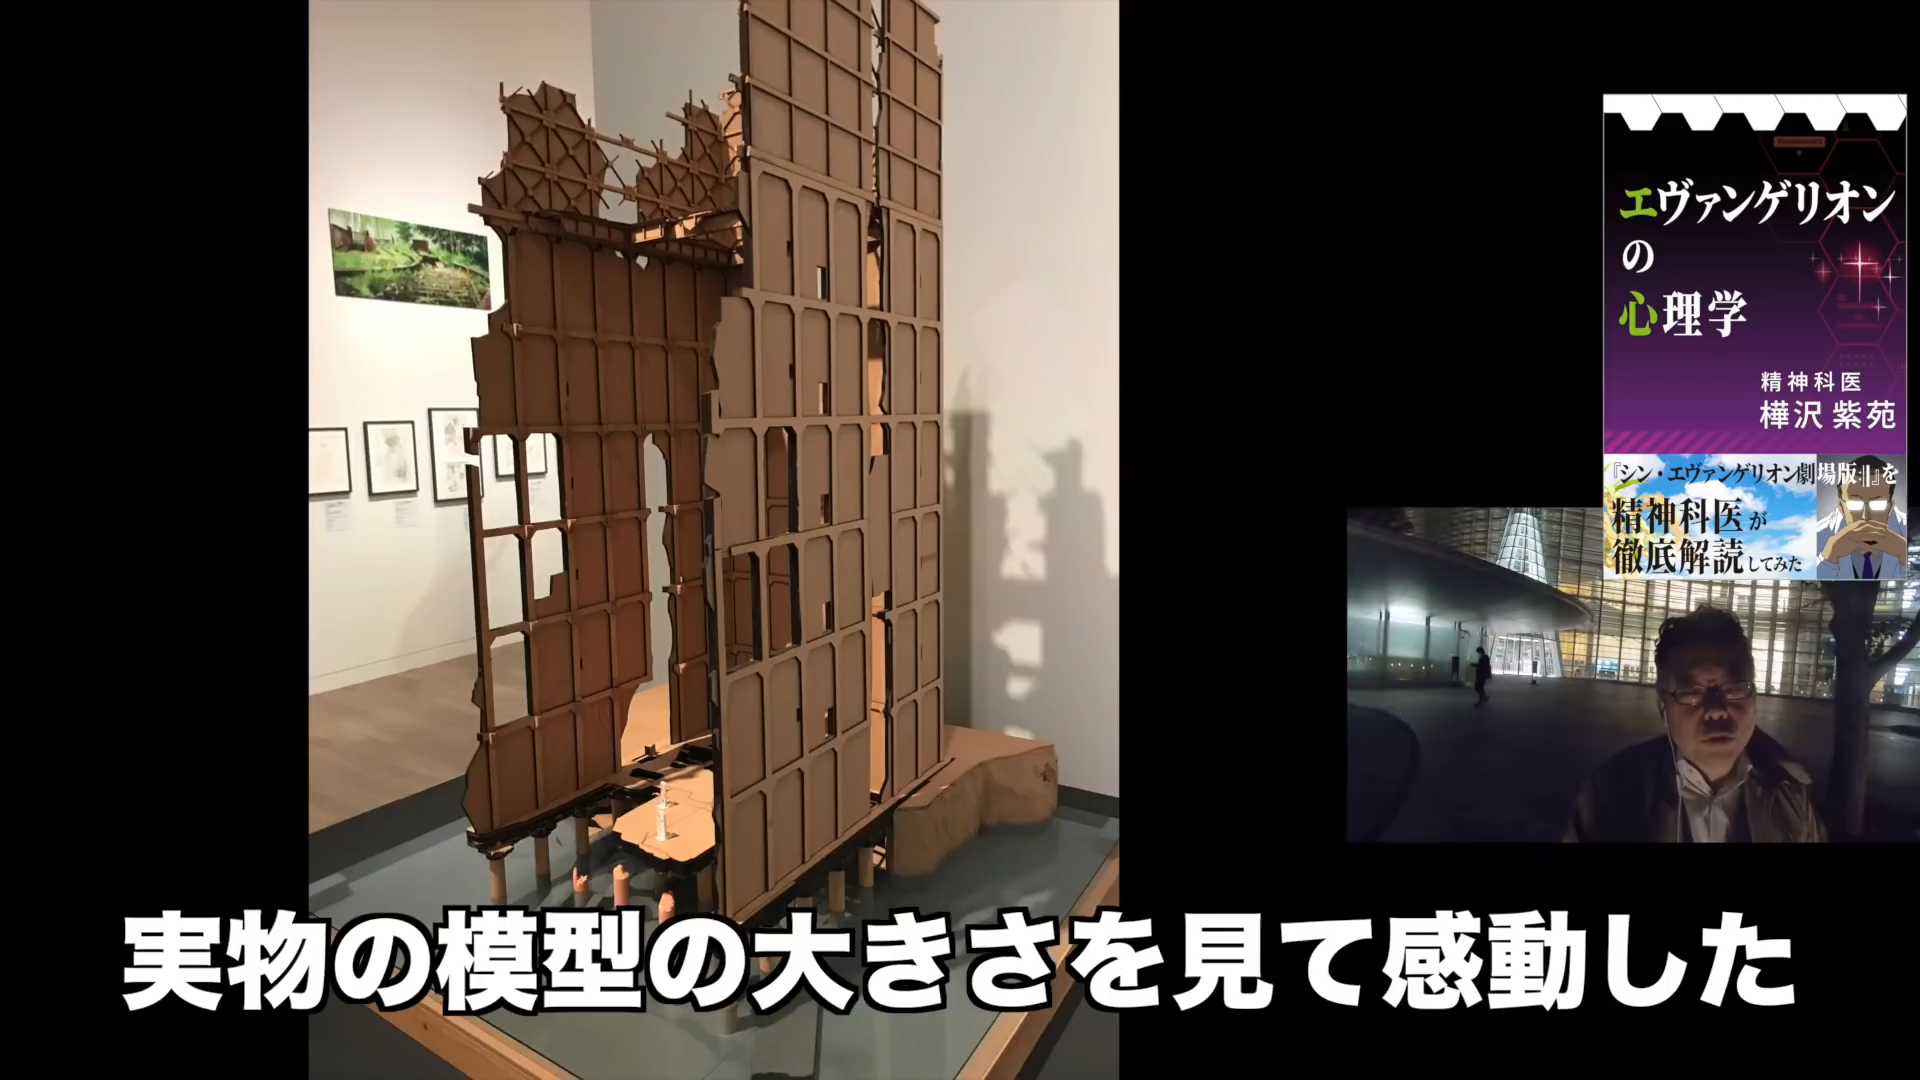 エヴァンゲリオン
の
心理学
精神科医
樺沢 紫苑
『シン・エヴァンゲリオン劇場版:||』を
精神科医が
徹底解読してみた
実物の模型の大きさを見て感動した